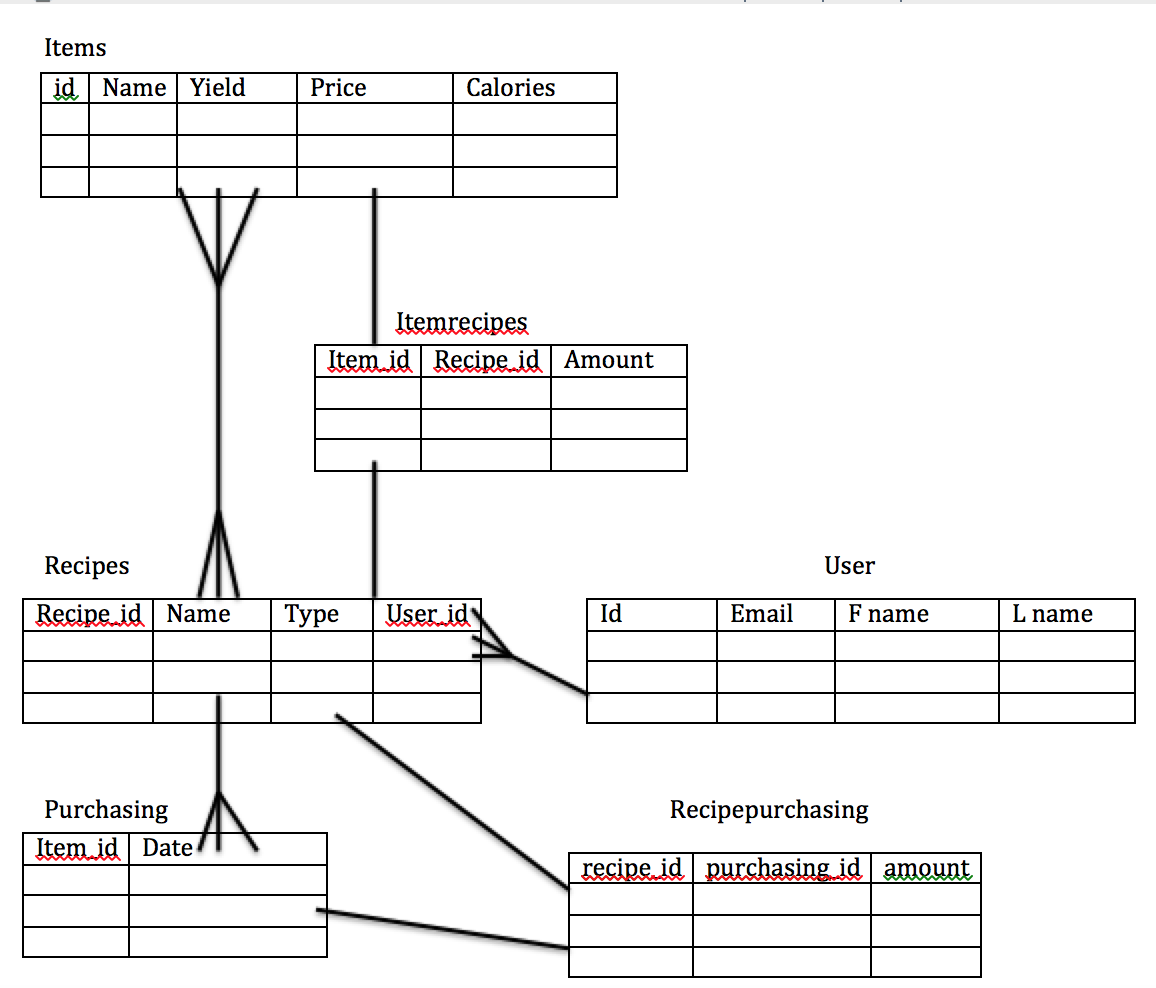 Items
id Name Yield Price Calories
Itemrecipes
Item_id Recipe_id Amount
Recipes
Recipe_id Name Type User_id
User
Id Email F name L name
Purchasing
Item_id Date
Recipepurchasing
recipe_id purchasing_id amount